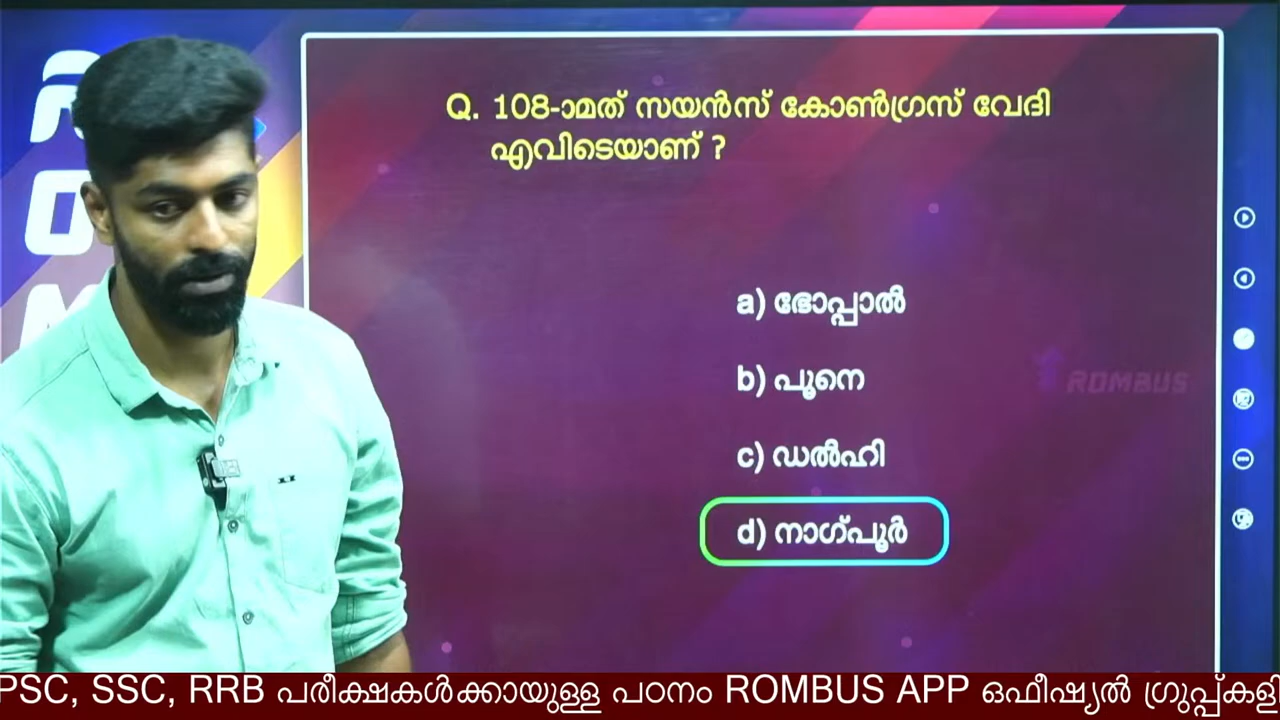 R
O
M
Q. 108-ാമത് സയൻസ് കോൺഗ്രസ് വേദി
എവിടെയാണ് ?
a) ഭോപ്പാൽ
b) പൂനെ
ROMBUS
c) ഡൽഹി
d) നാഗ്പൂർ
PSC, SSC, RRB പരീക്ഷകൾക്കായുള്ള പഠനം ROMBUS APP ഒഫീഷ്യൽ ഗ്രുപ്പ്കളി